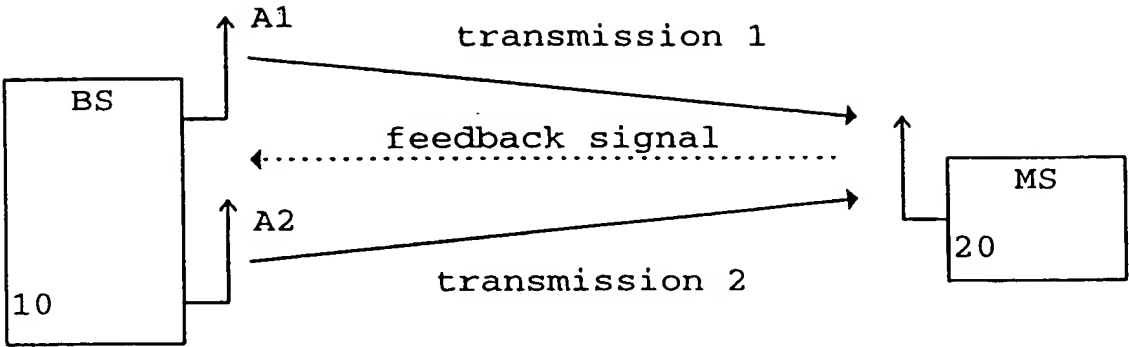 A1
transmission 1
BS
feedback signal
MS
A2
20
transmission 2
10